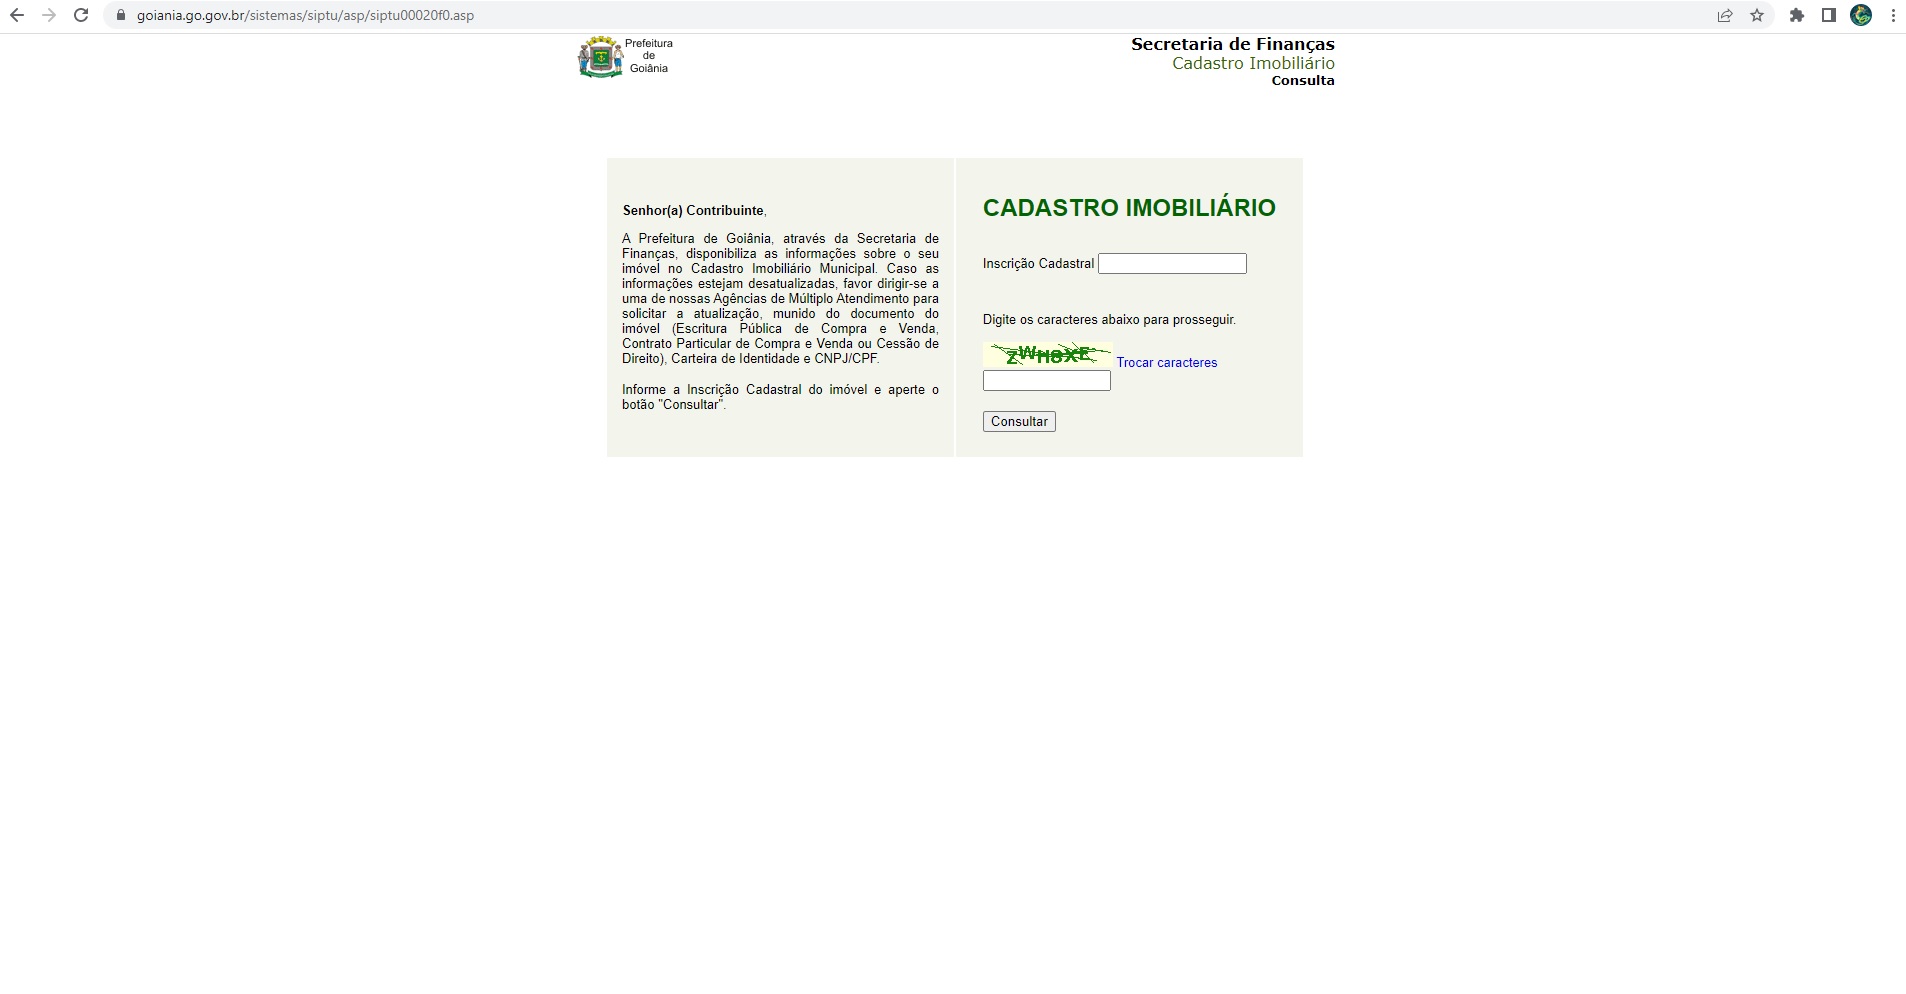 goiania.go.gov.br/sistemas/siptu/asp/siptu00020f0.asp
Prefeitura
de
Goiânia
Secretaria de Finanças
Cadastro Imobiliário
Consulta
Senhor(a) Contribuinte,
A Prefeitura de Goiânia, através da Secretaria de
Finanças, disponibiliza as informações sobre o seu
imóvel no Cadastro Imobiliário Municipal. Caso as
informações estejam desatualizadas, favor dirigir-se a
uma de nossas Agências de Múltiplo Atendimento para
solicitar a atualização, munido do documento do
imóvel (Escritura Pública de Compra e Venda,
Contrato Particular de Compra e Venda ou Cessão de
Direito), Carteira de Identidade e CNPJ/CPF.
Informe a Inscrição Cadastral do imóvel e aperte o
botão "Consultar".
CADASTRO IMOBILIÁRIO
Inscrição Cadastral
Digite os caracteres abaixo para prosseguir.
Trocar caracteres
Consultar